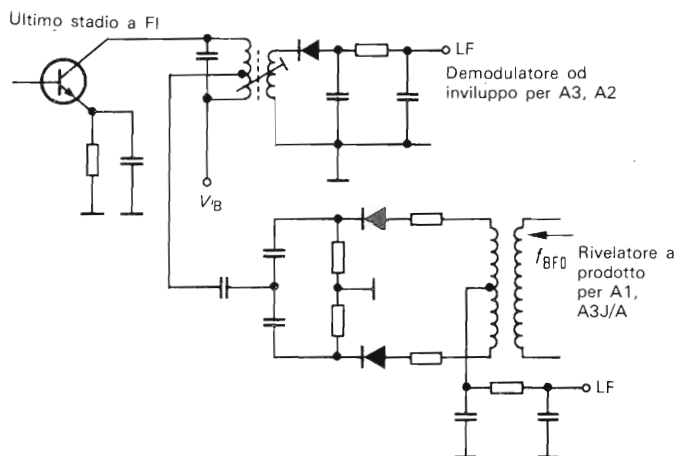 Ultimo stadio a FI
LF
Demodulatore od
inviluppo per A3, A2
V'B
fBFO
Rivelatore a
prodotto
per A1,
A3J/A
LF